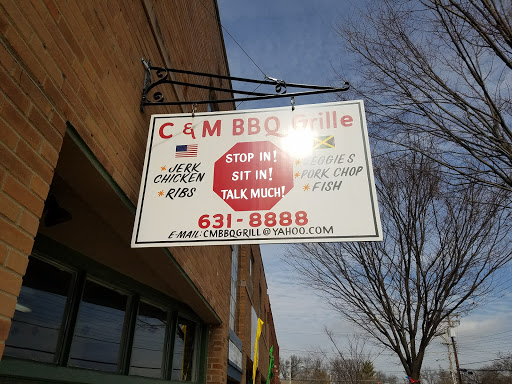 C & M BBQ Grille
* JERK
CHICKEN
* RIBS
STOP IN!
SIT IN!
TALK MUCH!
* VEGGIES
* PORK CHOP
* FISH
631-8888
E-MAIL: CMBBQGRILL@YAHOO.COM